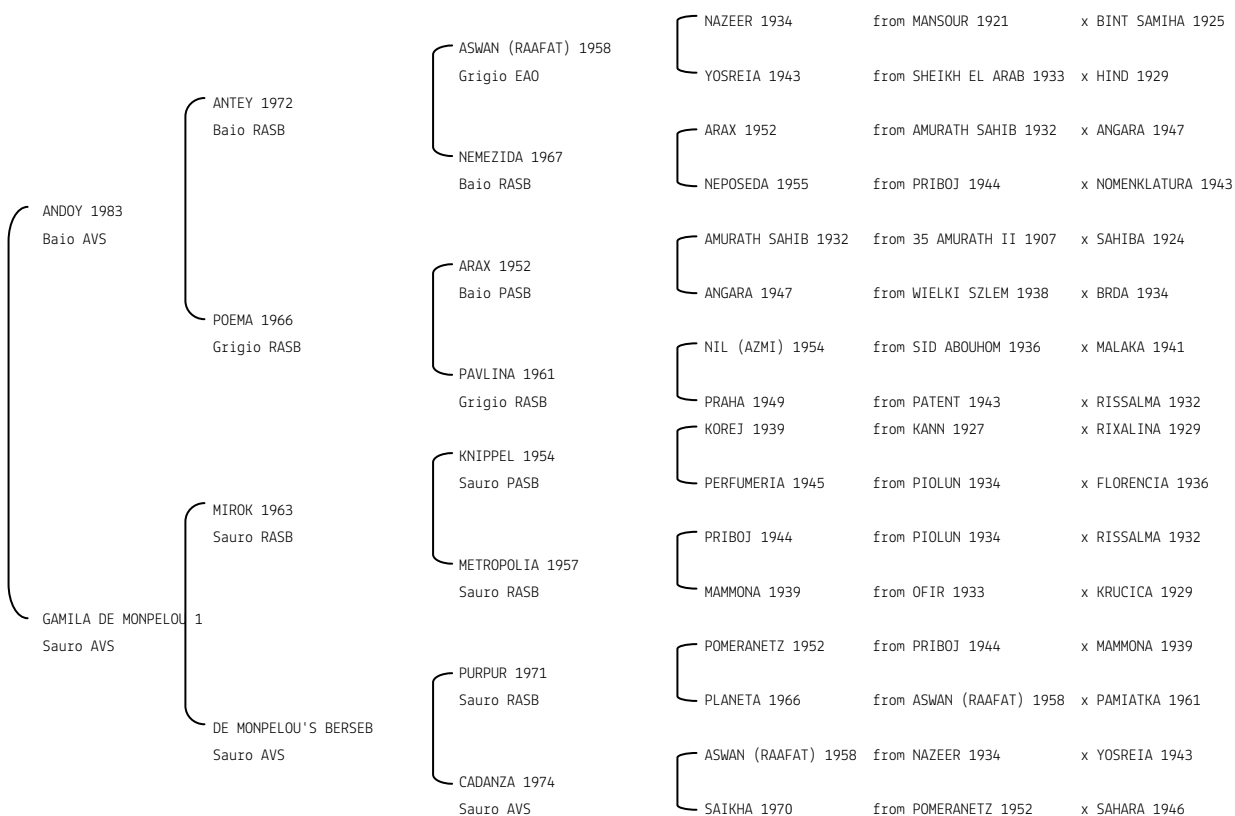 NAZEER 1934 from MANSOUR 1921 x BINT SAMIHA 1925
ASWAN (RAAFAT) 1958
Grigio EAO YOSREIA 1943 from SHEIKH EL ARAB 1933 x HIND 1929
ANTEY 1972
Baio RASB ARAX 1952 from AMURATH SAHIB 1932 x ANGARA 1947
NEMEZIDA 1967
Baio RASB NEPOSEDA 1955 from PRIBOJ 1944 x NOMENKLATURA 1943
ANDOY 1983
Baio AVS AMURATH SAHIB 1932 from 35 AMURATH II 1907 x SAHIBA 1924
ARAX 1952
Baio PASB ANGARA 1947 from WIELKI SZLEM 1938 x BRDA 1934
POEMA 1966
Grigio RASB NIL (AZMI) 1954 from SID ABOUHOM 1936 x MALAKA 1941
PAVLINA 1961
Grigio RASB PRAHA 1949 from PATENT 1943 x RISSALMA 1932
KOREJ 1939 from KANN 1927 x RIXALINA 1929
KNIPPEL 1954
Sauro PASB PERFUMERIA 1945 from PIOLUN 1934 x FLORENCIA 1936
MIROK 1963
Sauro RASB PRIBOJ 1944 from PIOLUN 1934 x RISSALMA 1932
METROPOLIA 1957
Sauro RASB MAMMONA 1939 from OFIR 1933 x KRUCICA 1929
GAMILA DE MONPELOU 1
Sauro AVS POMERANETZ 1952 from PRIBOJ 1944 x MAMMONA 1939
PURPUR 1971
Sauro RASB PLANETA 1966 from ASWAN (RAAFAT) 1958 x PAMIATKA 1961
DE MONPELOU'S BERSEB
Sauro AVS ASWAN (RAAFAT) 1958 from NAZEER 1934 x YOSREIA 1943
CADANZA 1974
Sauro AVS SAIKHA 1970 from POMERANETZ 1952 x SAHARA 1946